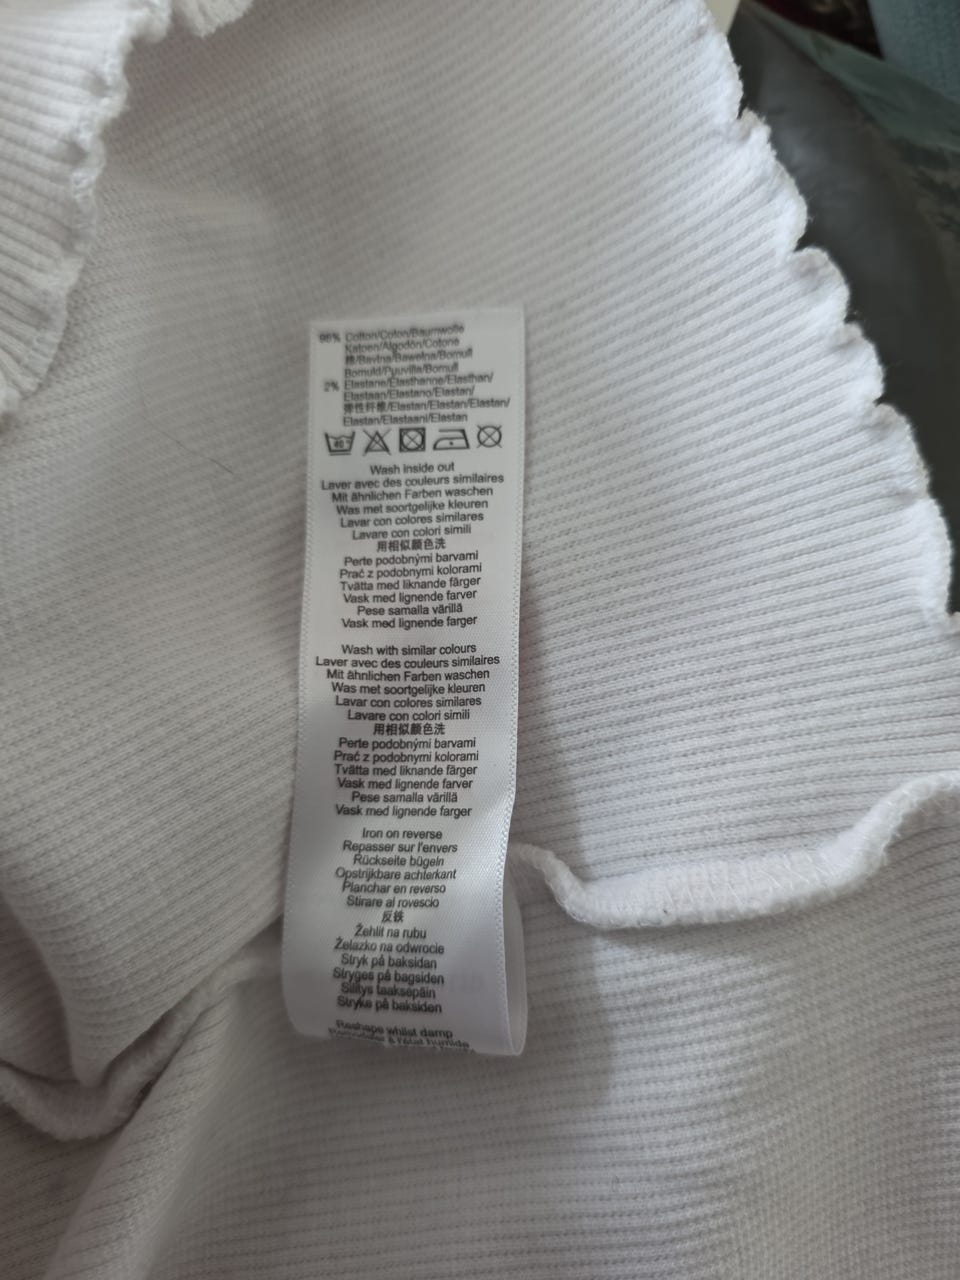 98% Cotton/Coton/Baumwolle
Katoen/Algodón/Cotone
棉/Bavlna/Bawełna/Bomull
Bomuld/Puuvilla/Bomull
2% Elastane/Élasthanne/Elasthan/
Elastaan/Elastano/Elastan/
弹性纤维/Elastan/Elastan/Elastan/
Elastan/Elastaani/Elastan
40
Wash inside out
Laver avec des couleurs similaires
Mit ähnlichen Farben waschen
Was met soortgelijke kleuren
Lavar con colores similares
Lavare con colori simili
用相似颜色洗
Perte podobnými barvami
Prać z podobnymi kolorami
Tvätta med liknande färger
Vask med lignende farver
Pese samalla värillä
Vask med lignende farger
Wash with similar colours
Laver avec des couleurs similaires
Mit ähnlichen Farben waschen
Was met soortgelijke kleuren
Lavar con colores similares
Lavare con colori simili
用相似颜色洗
Perte podobnými barvami
Prać z podobnymi kolorami
Tvätta med liknande färger
Vask med lignende farver
Pese samalla värillä
Vask med lignende farger
Iron on reverse
Repasser sur l'envers
Rückseite bügeln
Opstrijkbare achterkant
Planchar en reverso
Stirare al rovescio
反铁
Žehlit na rubu
Żelazko na odwrocie
Stryk på baksidan
Stryges på bagsiden
Silitys taaksepäin
Stryke på baksiden
Reshape whilst damp
Remodeler à l'état humide